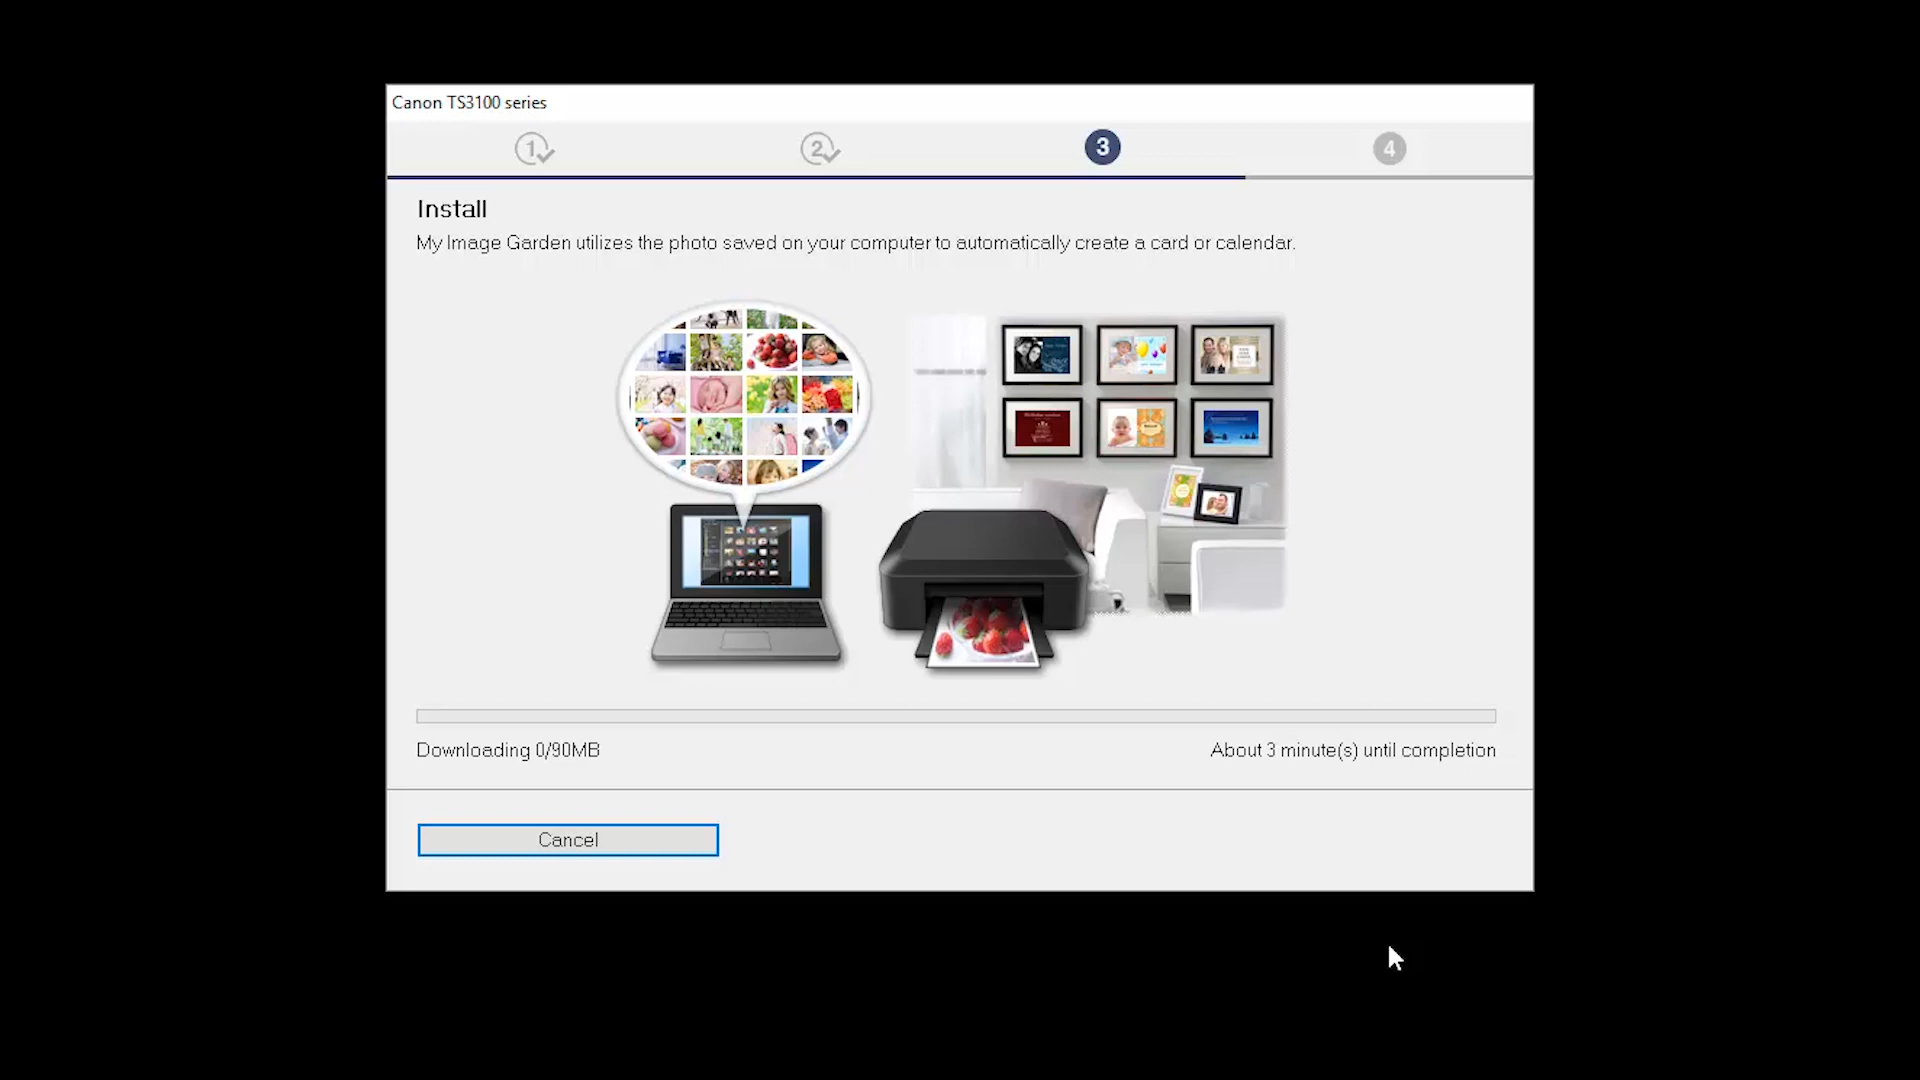 Canon TS3100 series
1
2
3
4
Install
My Image Garden utilizes the photo saved on your computer to automatically create a card or calendar.
Downloading 0/90MB
About 3 minute(s) until completion
Cancel